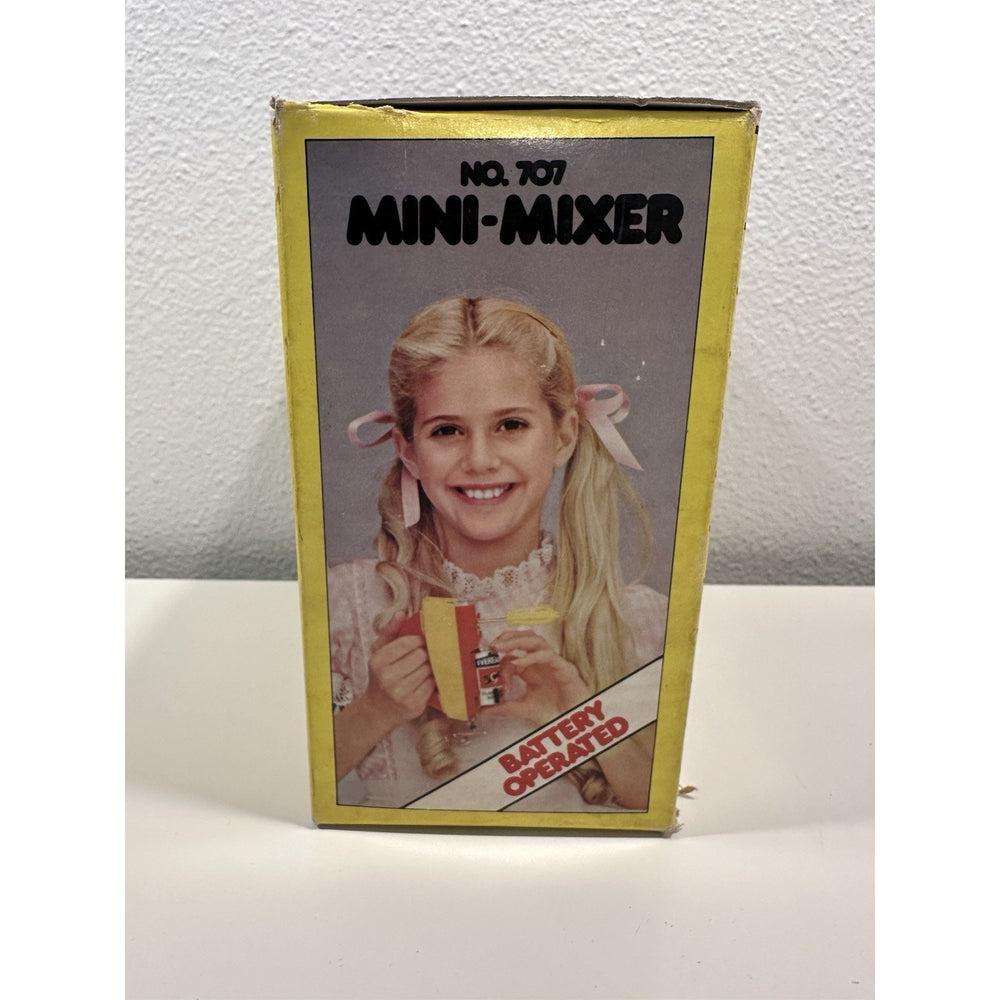 NO. 707
MINI-MIXER
BATTERY
OPERATED